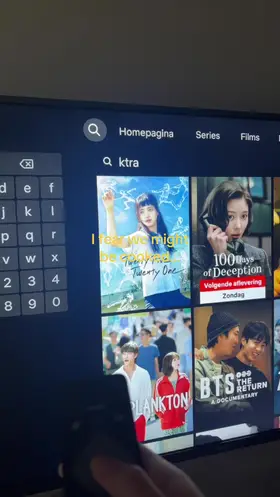 Homepagina
Series
Films
ktra
d e f
j k l
p q r
v w x
2 3 4
8 9 0
I fear we might
be cooked...
Twenty Five
Twenty One
100 Days
of Deception
Volgende aflevering
Zondag
PLANKTON
BTS THE
RETURN
A DOCUMENTARY